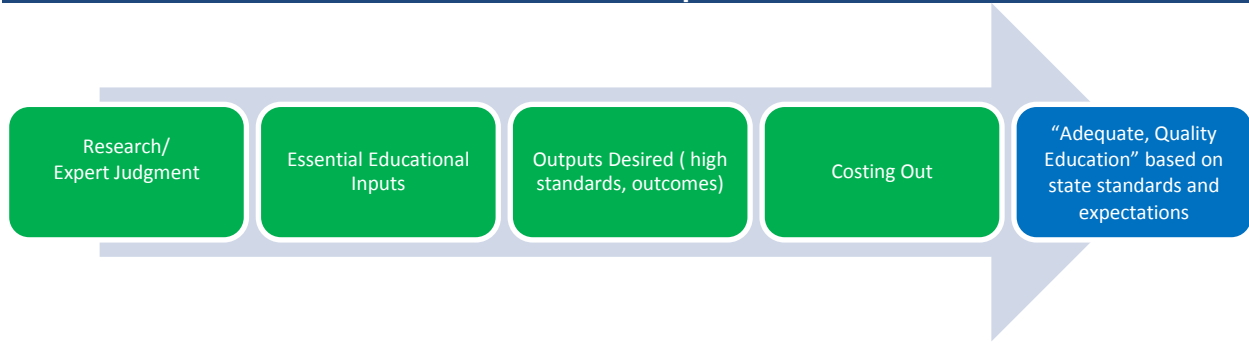 Research/
Expert Judgment
Essential Educational
Inputs
Outputs Desired ( high
standards, outcomes)
Costing Out
“Adequate, Quality
Education” based on
state standards and
expectations